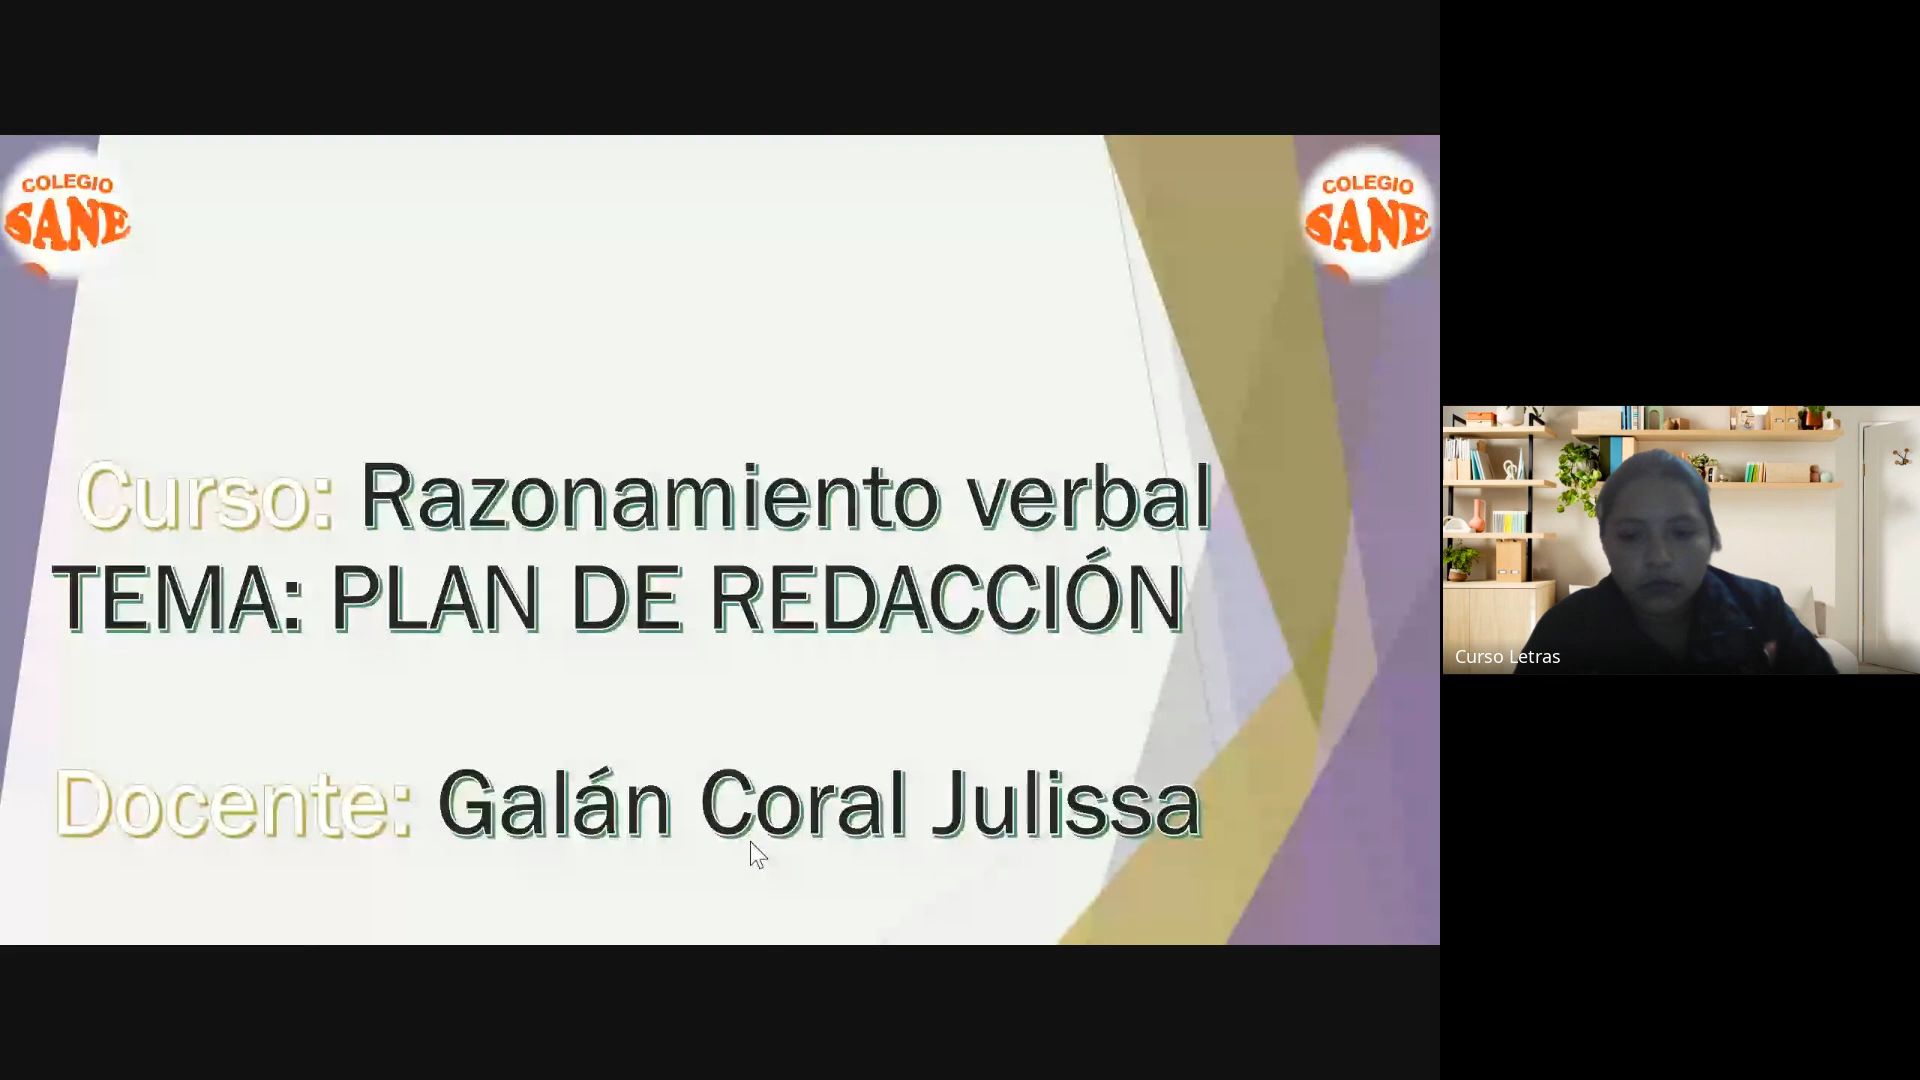 COLEGIO
SANE
COLEGIO
SANE
Curso: Razonamiento verbal
TEMA: PLAN DE REDACCIÓN
Docente: Galán Coral Julissa
Curso Letras